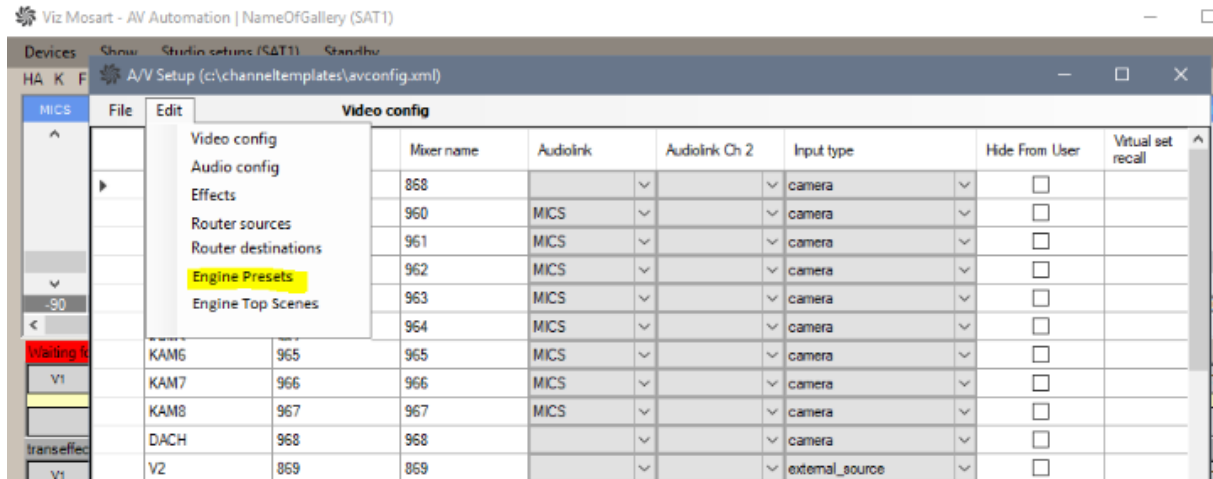 Viz Mosart - AV Automation | NameOfGallery (SAT1)
Devices Show Studio setups (SAT1) Standby
HA K F A/V Setup (c:\channeltemplates\avconfig.xml)
MICS File Edit Video config
Video config
Audio config
Effects
Router sources
Router destinations
Engine Presets
Engine Top Scenes
Mixer name Audiolink Audiolink Ch 2 Input type Hide From User Virtual set recall
868 camera
960 MICS camera
961 MICS camera
962 MICS camera
-90 963 MICS camera
964 MICS camera
Waiting fo KAM6 965 965 MICS camera
V1 KAM7 966 966 MICS camera
KAM8 967 967 MICS camera
transeffec DACH 968 968 camera
V1 V2 869 869 external_source